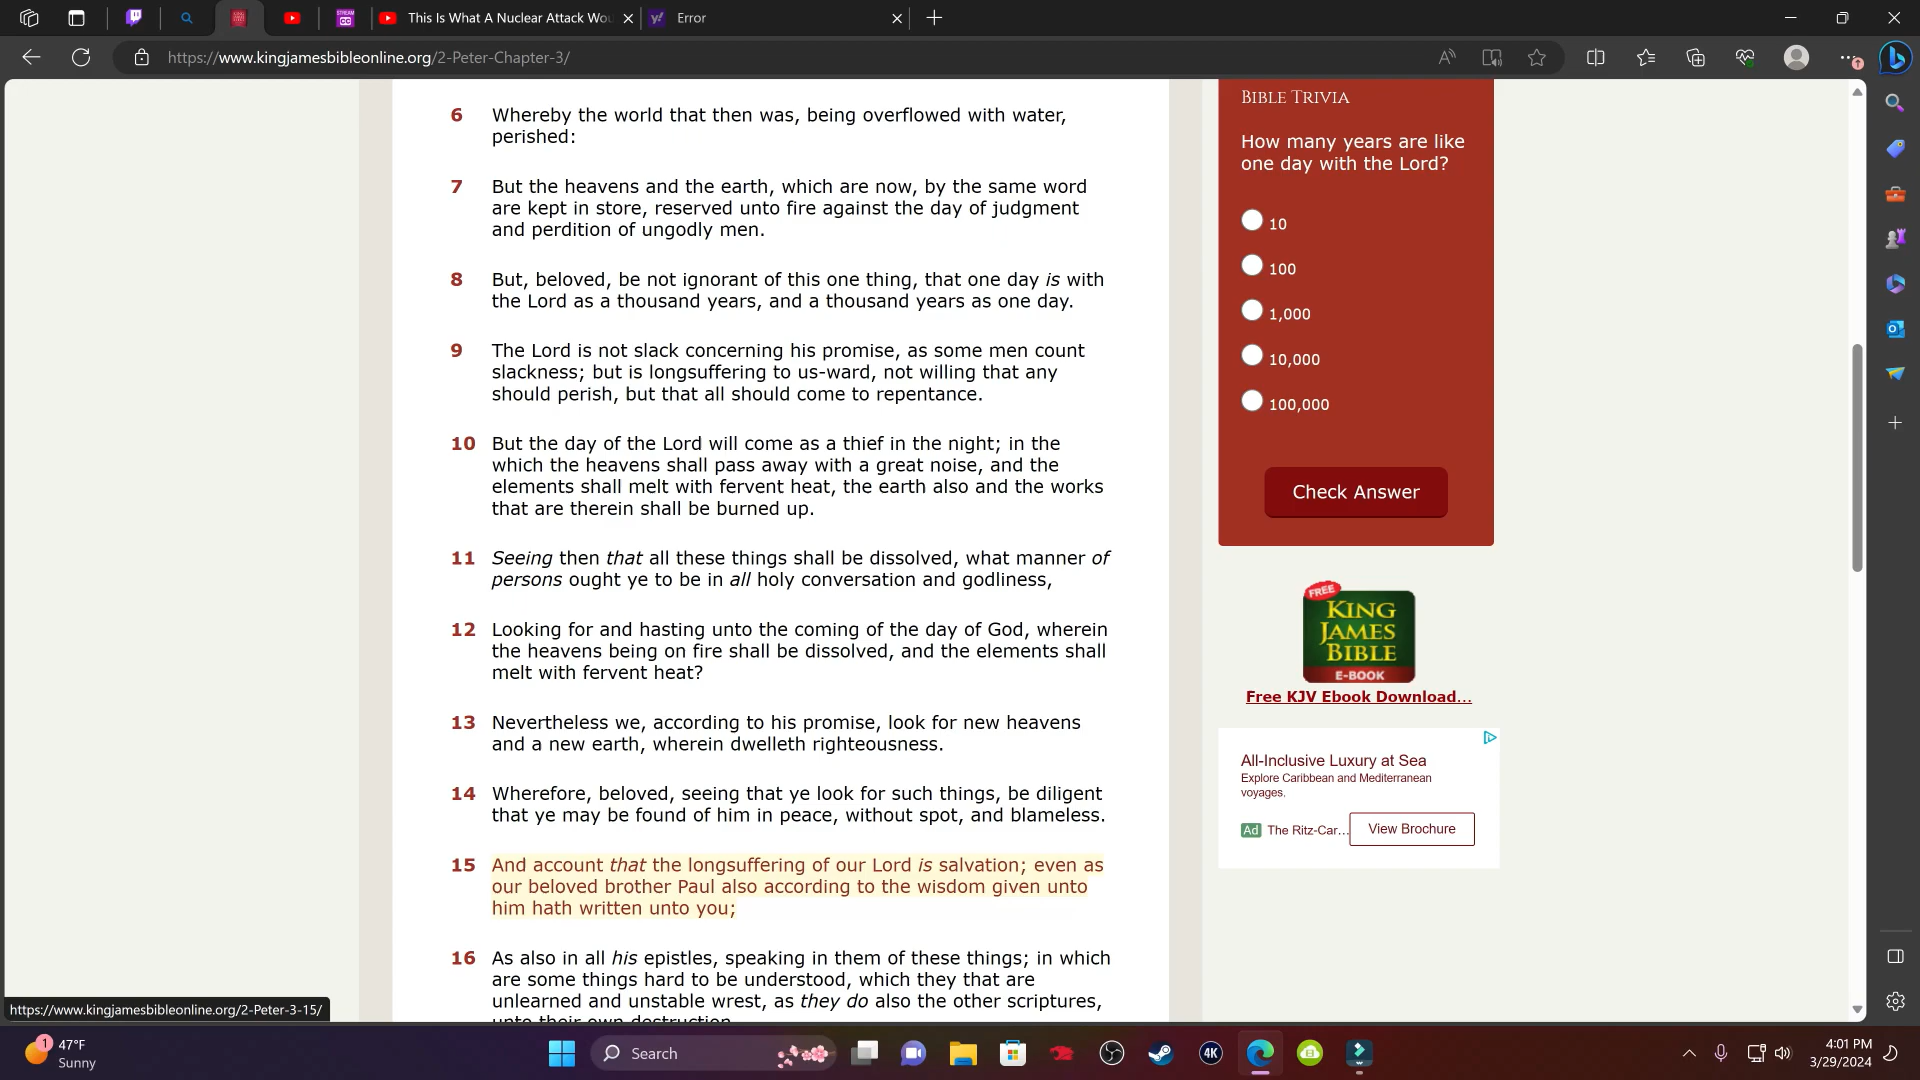 This Is What A Nuclear Attack Wou
Error
https://www.kingjamesbibleonline.org/2-Peter-Chapter-3/
6 Whereby the world that then was, being overflowed with water,
perished:
7 But the heavens and the earth, which are now, by the same word
are kept in store, reserved unto fire against the day of judgment
and perdition of ungodly men.
8 But, beloved, be not ignorant of this one thing, that one day is with
the Lord as a thousand years, and a thousand years as one day.
9 The Lord is not slack concerning his promise, as some men count
slackness; but is longsuffering to us-ward, not willing that any
should perish, but that all should come to repentance.
10 But the day of the Lord will come as a thief in the night; in the
which the heavens shall pass away with a great noise, and the
elements shall melt with fervent heat, the earth also and the works
that are therein shall be burned up.
11 Seeing then that all these things shall be dissolved, what manner of
persons ought ye to be in all holy conversation and godliness,
12 Looking for and hasting unto the coming of the day of God, wherein
the heavens being on fire shall be dissolved, and the elements shall
melt with fervent heat?
13 Nevertheless we, according to his promise, look for new heavens
and a new earth, wherein dwelleth righteousness.
14 Wherefore, beloved, seeing that ye look for such things, be diligent
that ye may be found of him in peace, without spot, and blameless.
15 And account that the longsuffering of our Lord is salvation; even as
our beloved brother Paul also according to the wisdom given unto
him hath written unto you;
16 As also in all his epistles, speaking in them of these things; in which
are some things hard to be understood, which they that are
unlearned and unstable wrest, as they do also the other scriptures,
unto their own destruction.
Bible Trivia
How many years are like
one day with the Lord?
10
100
1,000
10,000
100,000
Check Answer
FREE
KING
JAMES
BIBLE
E-BOOK
Free KJV Ebook Download...
All-Inclusive Luxury at Sea
Explore Caribbean and Mediterranean
voyages.
Ad The Ritz-Car...
View Brochure
https://www.kingjamesbibleonline.org/2-Peter-3-15/
1
47°F
Sunny
Search
4K
4:01 PM
3/29/2024